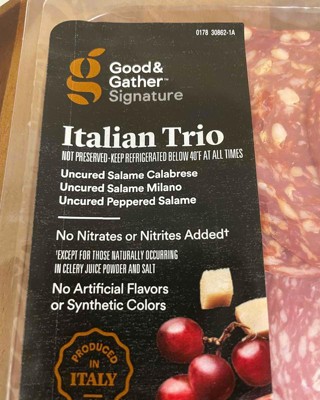 0178 30862-1A
g
Good &
Gather™
Signature
Italian Trio
NOT PRESERVED-KEEP REFRIGERATED BELOW 40°F AT ALL TIMES
Uncured Salame Calabrese
Uncured Salame Milano
Uncured Peppered Salame
No Nitrates or Nitrites Added†
†EXCEPT FOR THOSE NATURALLY OCCURRING
IN CELERY JUICE POWDER AND SALT
No Artificial Flavors
or Synthetic Colors
PRODUCED
IN
ITALY